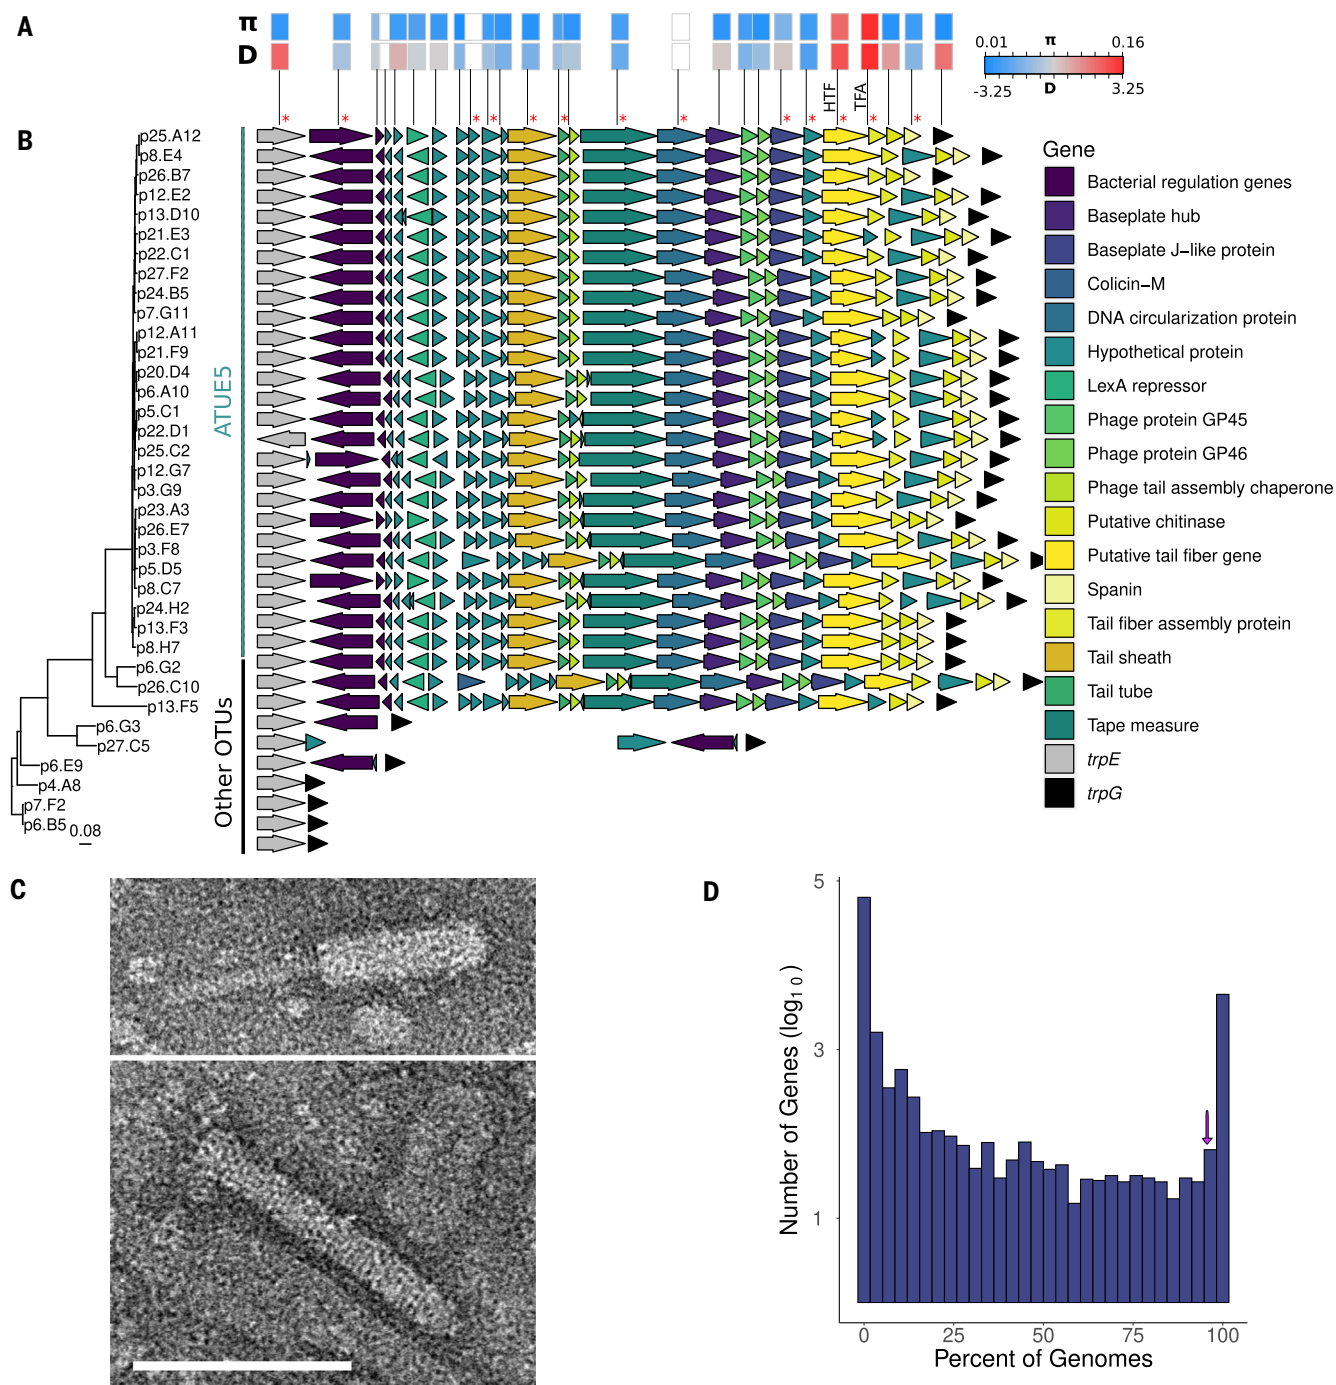 A
π
D
0.01 π 0.16
-3.25 D 3.25
HTF
TFA
* * * * * * * * * * * * *
B
ATUE5
Other OTUs
p25.A12
p8.E4
p26.B7
p12.E2
p13.D10
p21.E3
p22.C1
p27.F2
p24.B5
p7.G11
p12.A11
p21.F9
p20.D4
p6.A10
p5.C1
p22.D1
p25.C2
p12.G7
p3.G9
p23.A3
p26.E7
p3.F8
p5.D5
p8.C7
p24.H2
p13.F3
p8.H7
p6.G2
p26.C10
p13.F5
p6.G3
p27.C5
p6.E9
p4.A8
p7.F2
p6.B5
0.08
Gene
Bacterial regulation genes
Baseplate hub
Baseplate J−like protein
Colicin−M
DNA circularization protein
Hypothetical protein
LexA repressor
Phage protein GP45
Phage protein GP46
Phage tail assembly chaperone
Putative chitinase
Putative tail fiber gene
Spanin
Tail fiber assembly protein
Tail sheath
Tail tube
Tape measure
trpE
trpG
C
D
Number of Genes (log₁₀)
5
3
1
0 25 50 75 100
Percent of Genomes